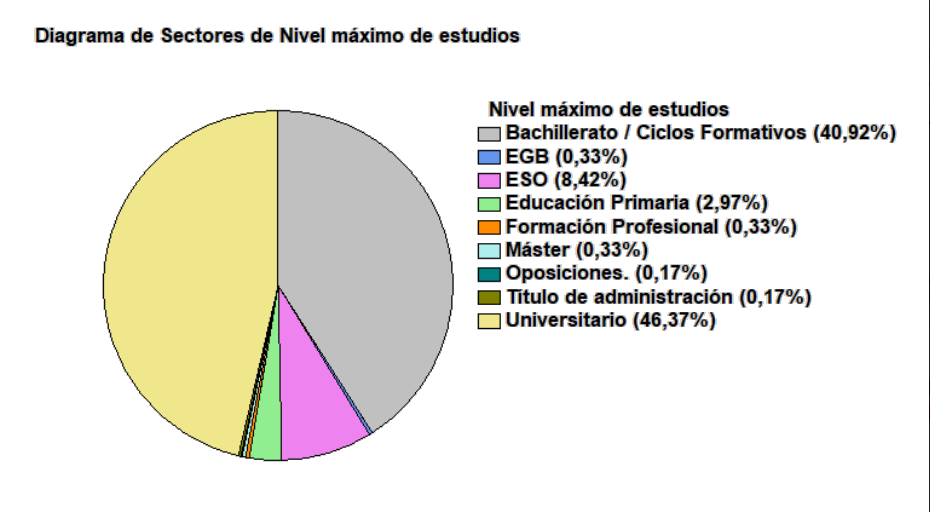 Diagrama de Sectores de Nivel máximo de estudios
Nivel máximo de estudios
Bachillerato / Ciclos Formativos (40,92%)
EGB (0,33%)
ESO (8,42%)
Educación Primaria (2,97%)
Formación Profesional (0,33%)
Máster (0,33%)
Oposiciones. (0,17%)
Título de administración (0,17%)
Universitario (46,37%)